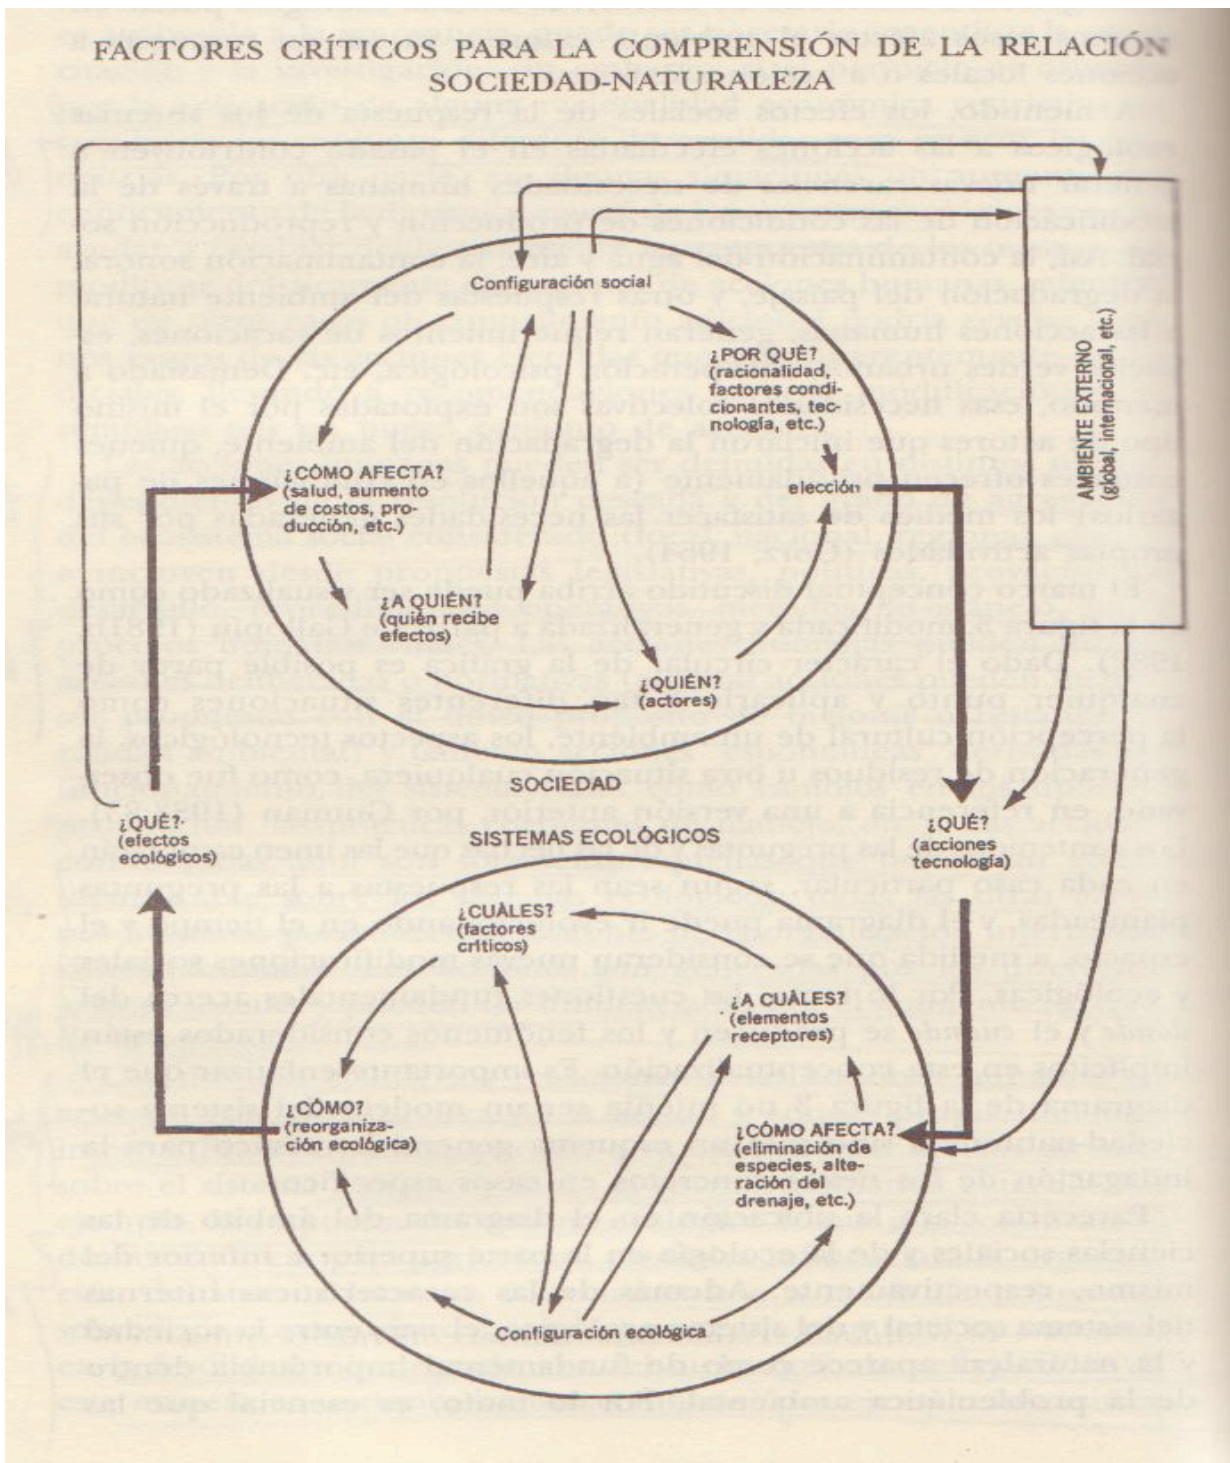 FACTORES CRÍTICOS PARA LA COMPRENSIÓN DE LA RELACIÓN
SOCIEDAD-NATURALEZA
Configuración social
¿POR QUÉ?
(racionalidad,
factores condi-
cionantes, tec-
nología, etc.)
elección
¿CÓMO AFECTA?
(salud, aumento
de costos, pro-
ducción, etc.)
¿A QUIÉN?
(quién recibe
efectos)
¿QUIÉN?
(actores)
AMBIENTE EXTERNO
(global, internacional, etc.)
SOCIEDAD
¿QUÉ?
(efectos
ecológicos)
¿QUÉ?
(acciones
tecnología)
SISTEMAS ECOLÓGICOS
¿CUÁLES?
(factores
críticos)
¿A CUÁLES?
(elementos
receptores)
¿CÓMO?
(reorganiza-
ción ecológica)
¿CÓMO AFECTA?
(eliminación de
especies, alte-
ración del
drenaje, etc.)
Configuración ecológica